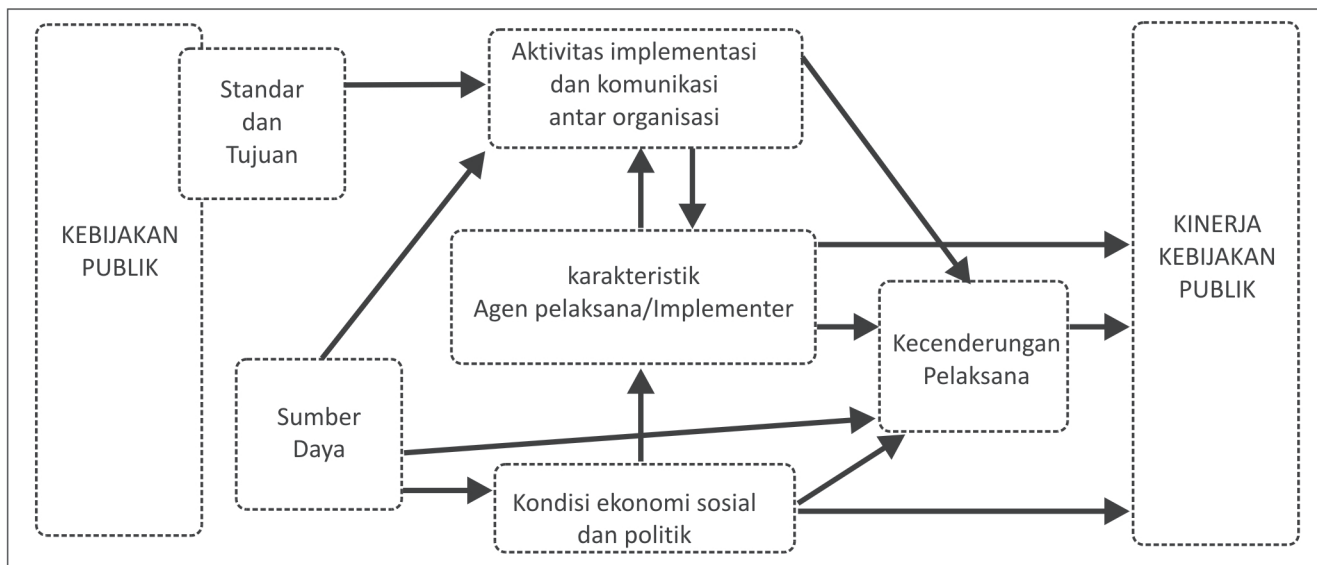 KEBIJAKAN
PUBLIK
Standar
dan
Tujuan
Sumber
Daya
Aktivitas implementasi
dan komunikasi
antar organisasi
karakteristik
Agen pelaksana/Implementer
Kondisi ekonomi sosial
dan politik
Kecenderungan
Pelaksana
KINERJA
KEBIJAKAN
PUBLIK